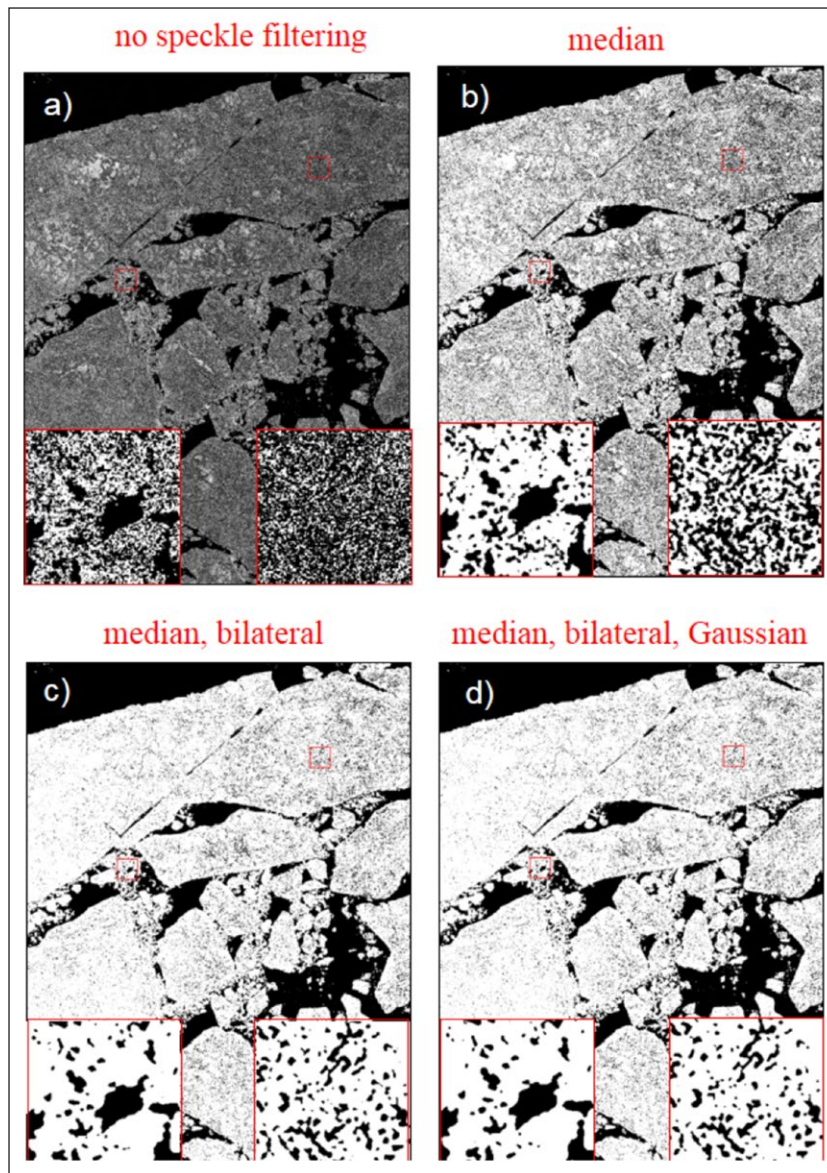 no speckle filtering
median
a)
b)
median, bilateral
median, bilateral, Gaussian
c)
d)